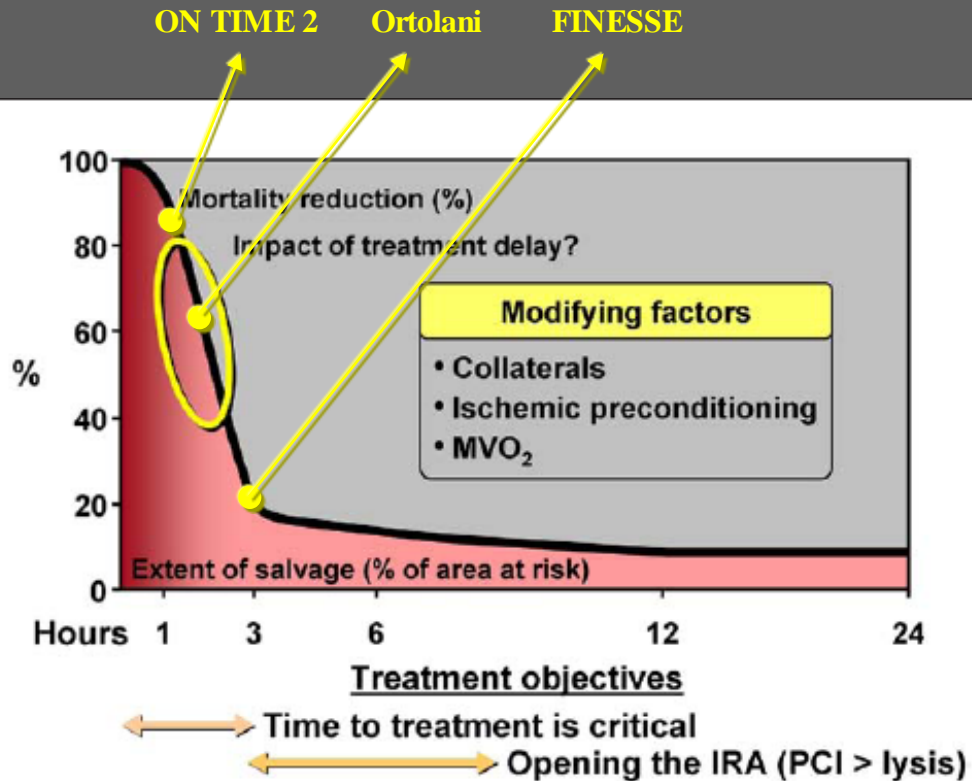 ON TIME 2 Ortolani FINESSE
100
Mortality reduction (%)
80
Impact of treatment delay?
Modifying factors
60
%
• Collaterals
• Ischemic preconditioning
40
• MVO₂
20
Extent of salvage (% of area at risk)
0
Hours 1 3 6 12 24
Treatment objectives
Time to treatment is critical
Opening the IRA (PCI > lysis)